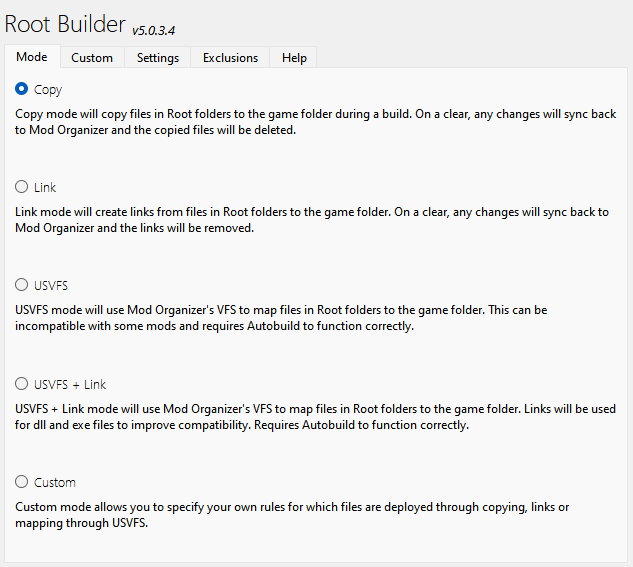 Root Builder v5.0.3.4
Mode Custom Settings Exclusions Help
Copy
Copy mode will copy files in Root folders to the game folder during a build. On a clear, any changes will sync back
to Mod Organizer and the copied files will be deleted.
Link
Link mode will create links from files in Root folders to the game folder. On a clear, any changes will sync back to
Mod Organizer and the links will be removed.
USVFS
USVFS mode will use Mod Organizer's VFS to map files in Root folders to the game folder. This can be
incompatible with some mods and requires Autobuild to function correctly.
USVFS + Link
USVFS + Link mode will use Mod Organizer's VFS to map files in Root folders to the game folder. Links will be used
for dll and exe files to improve compatibility. Requires Autobuild to function correctly.
Custom
Custom mode allows you to specify your own rules for which files are deployed through copying, links or
mapping through USVFS.